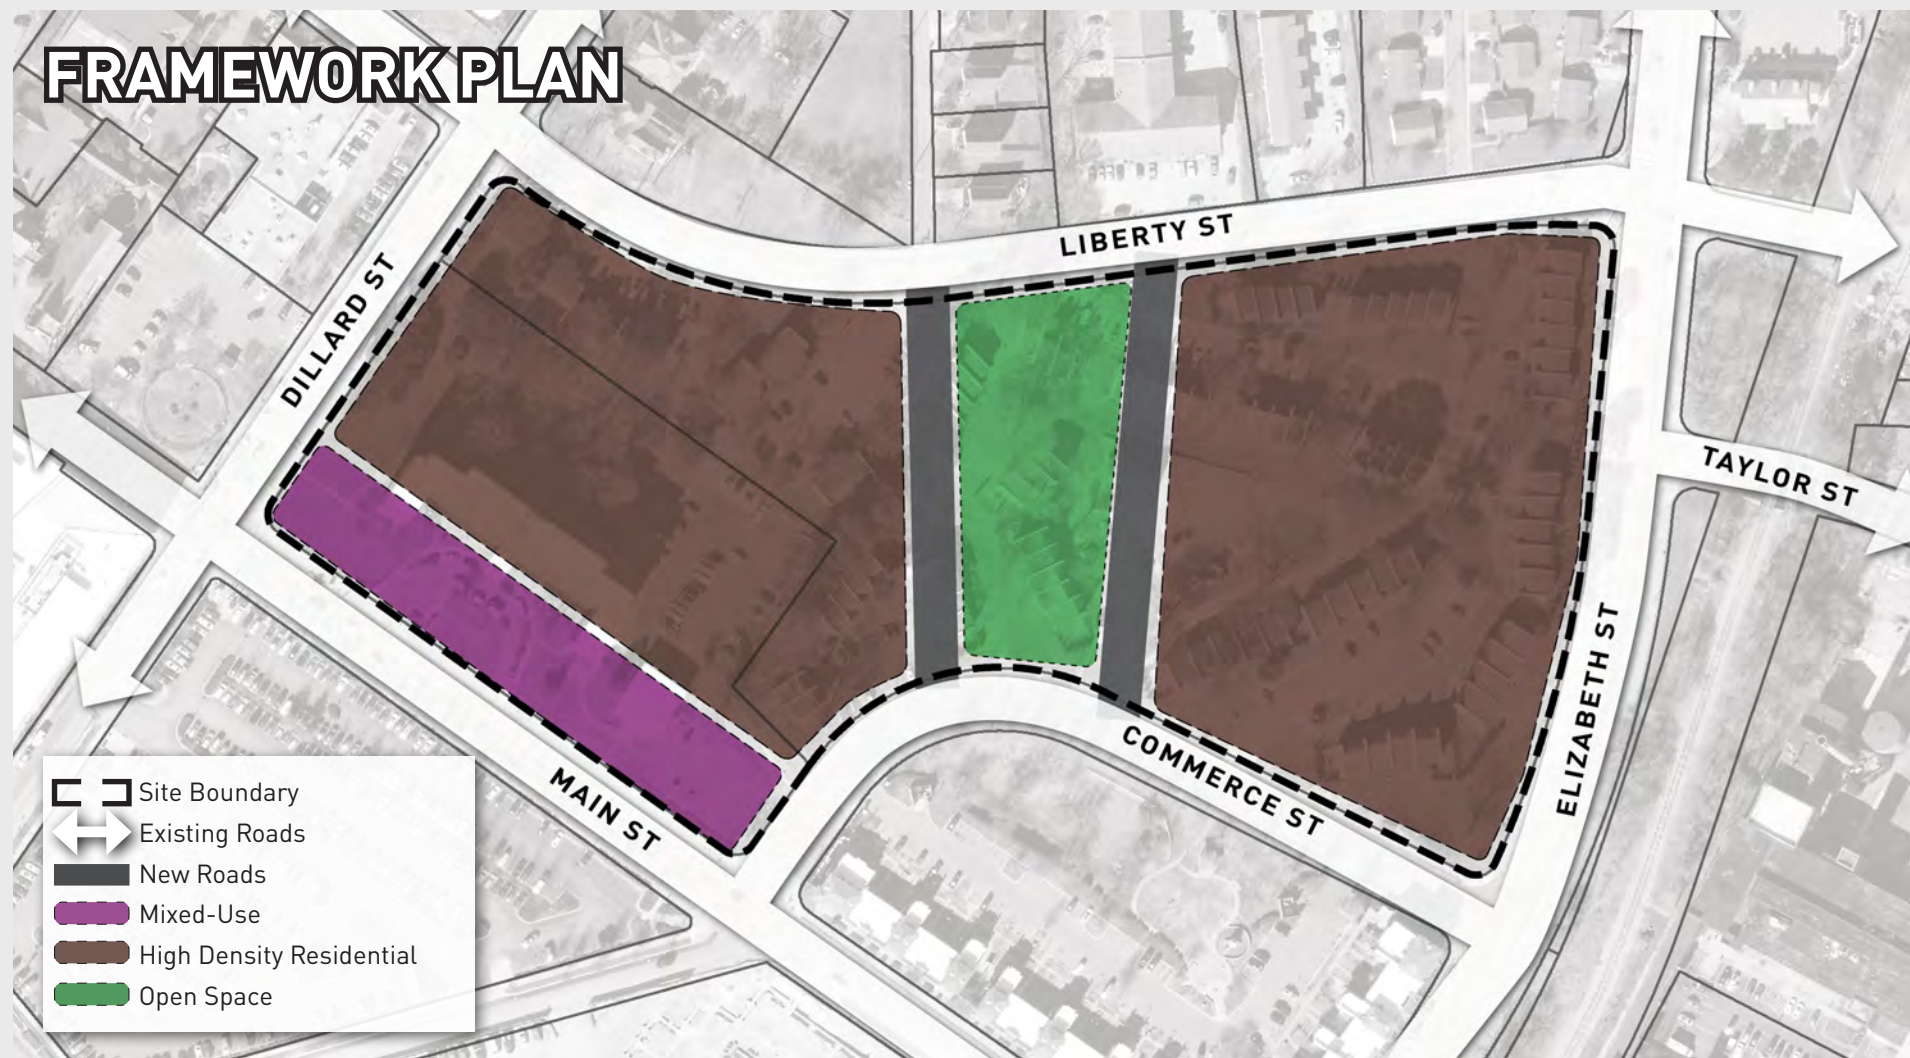 FRAMEWORK PLAN
LIBERTY ST
DILLARD ST
TAYLOR ST
ELIZABETH ST
COMMERCE ST
MAIN ST
Site Boundary
Existing Roads
New Roads
Mixed-Use
High Density Residential
Open Space